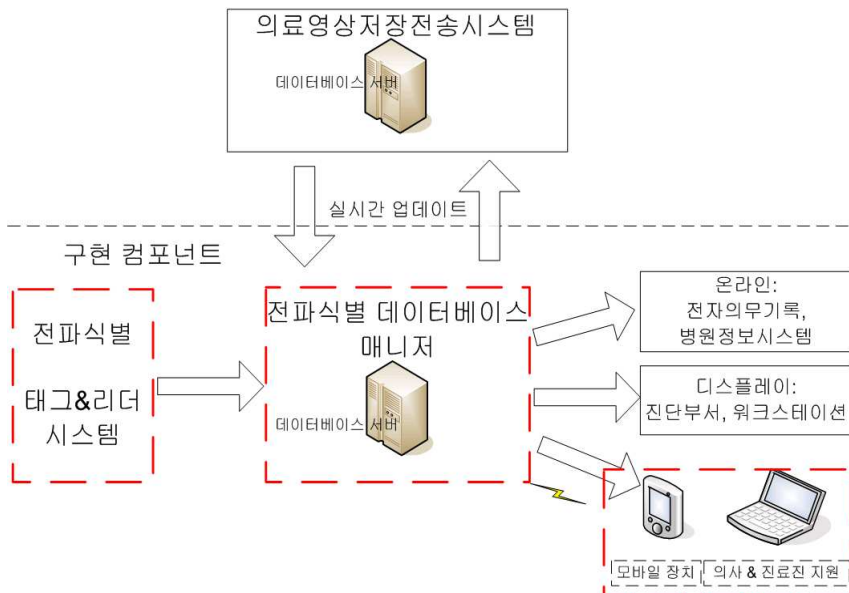 의료영상저장전송시스템
데이터베이스 서버
실시간 업데이트
구현 컴포넌트
전파식별
태그&리더
시스템
전파식별 데이터베이스
매니저
데이터베이스 서버
온라인:
전자의무기록,
병원정보시스템
디스플레이:
진단부서, 워크스테이션
모바일 장치
의사 & 진료진 지원